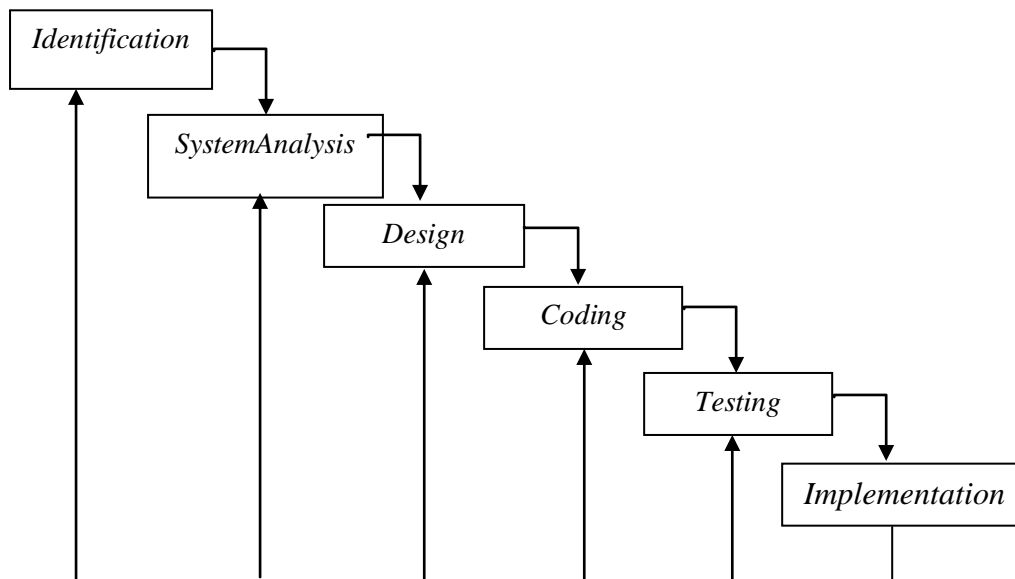 Identification
SystemAnalysis
Design
Coding
Testing
Implementation